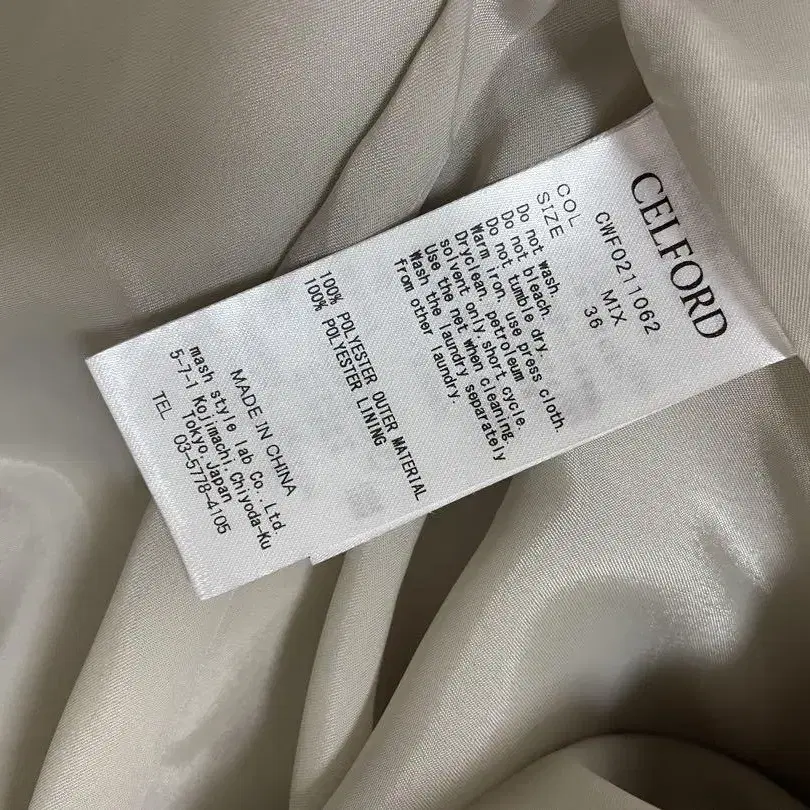 CELFORD
CWFO211062
COL MIX
SIZE 36
Do not wash.
Do not bleach.
Do not tumble dry.
Warm iron, use press cloth.
Dryclean, petroleum
solvent only,short cycle.
Use the net when cleaning.
Wash the laundry separately
from other laundry.
100% POLYESTER OUTER MATERIAL
100% POLYESTER LINING
MADE IN CHINA
mash style lab Co.,Ltd.
5-7-1 Kojimachi,Chiyoda-Ku
Tokyo,Japan
TEL 03-5778-4105